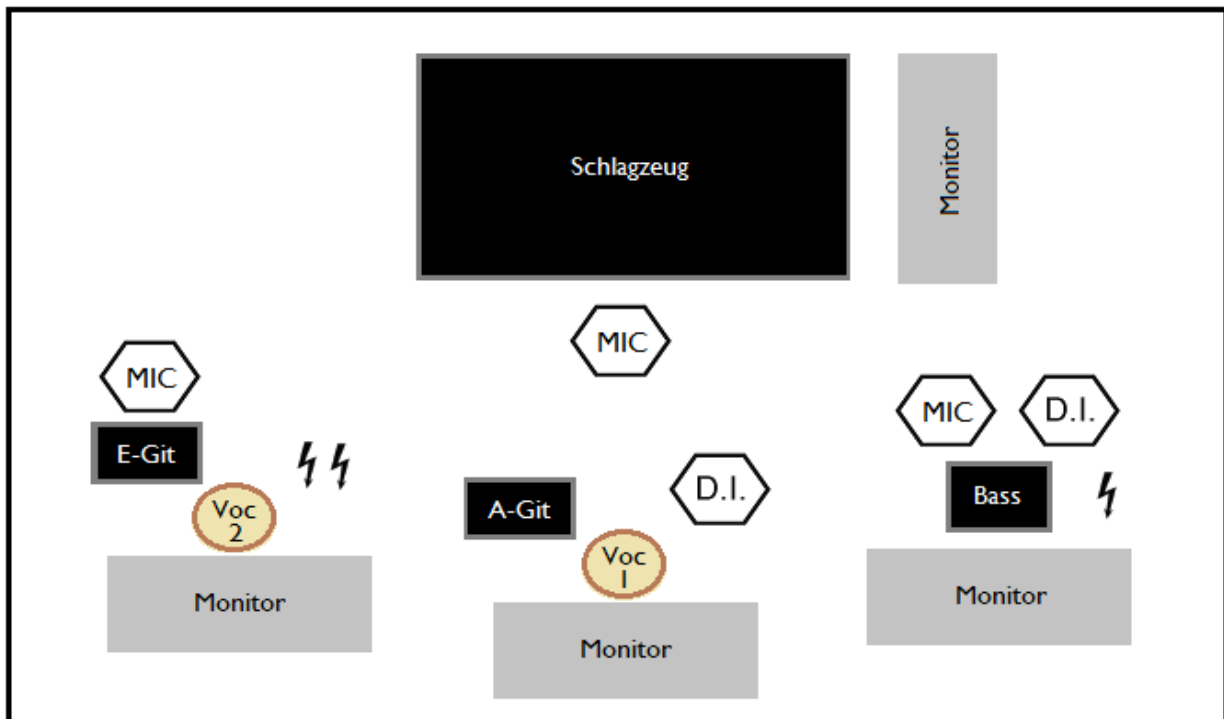 Schlagzeug
Monitor
MIC
MIC
MIC
D.I.
E-Git
Voc
2
A-Git
D.I.
Bass
Voc
1
Monitor
Monitor
Monitor